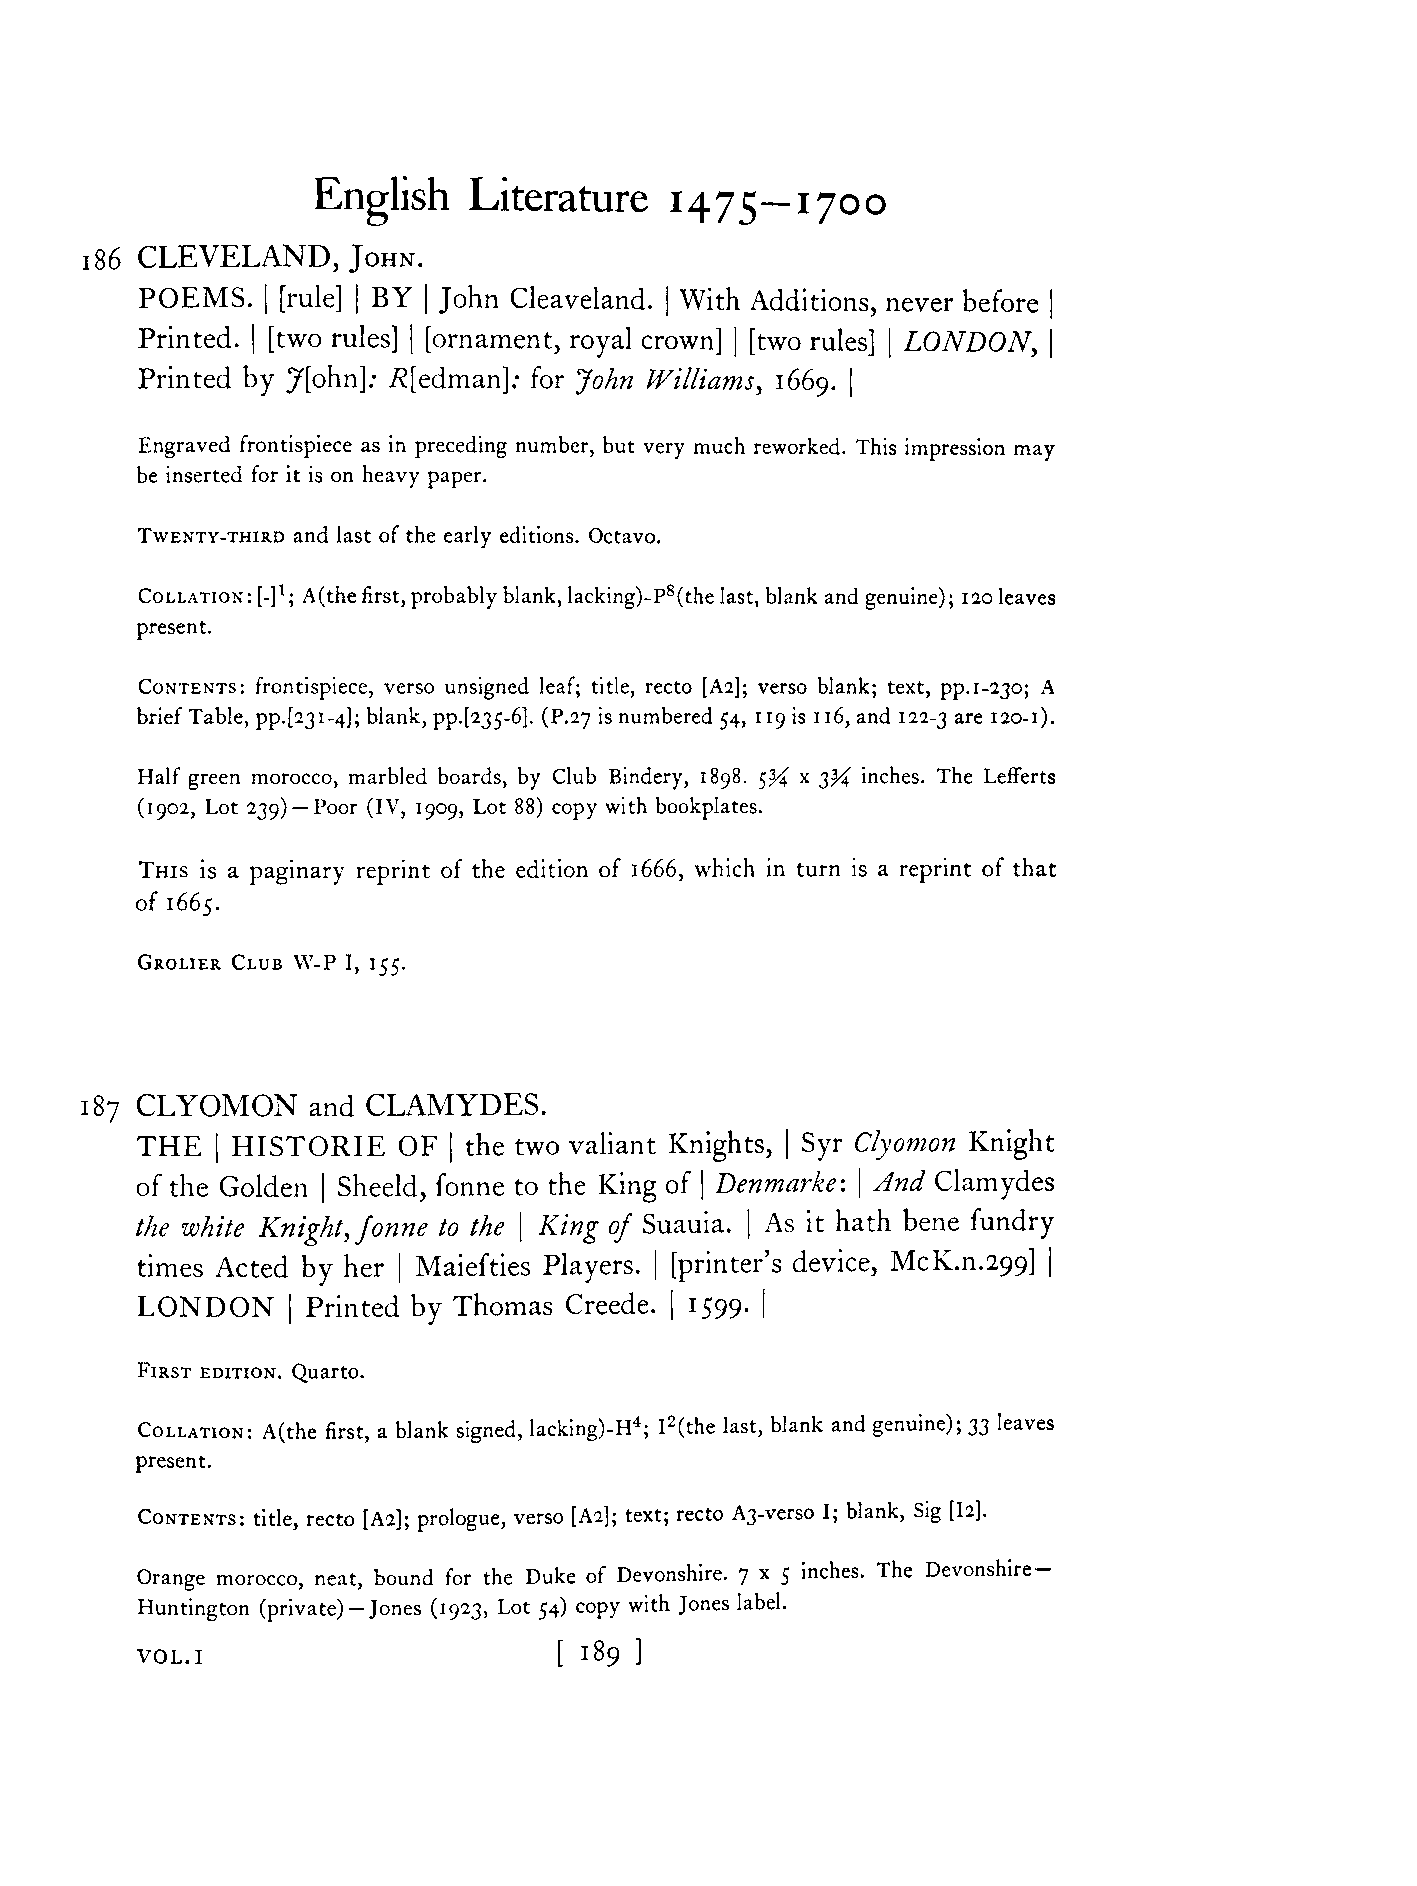 English Literature 1475—1700
186 CLEVELAND, John.
POEMS. | [rule] | BY | John Cleaveland. | With Additions, never before |
Printed. | [two rules] | [ornament, royal crown] | [two rules] | LONDON, |
Printed by J[ohn]: R[edman]: for John Williams, 1669. |
Engraved frontispiece as in preceding number, but very much reworked. This impression may
be inserted for it is on heavy paper.
Twenty-third and last of the early editions. Octavo.
Collation: [-]¹; A(the first, probably blank, lacking)-P⁸(the last, blank and genuine); 120 leaves
present.
Contents: frontispiece, verso unsigned leaf; title, recto [A2]; verso blank; text, pp.1-230; A
brief Table, pp.[231-4]; blank, pp.[235-6]. (P.27 is numbered 54, 119 is 116, and 122-3 are 120-1).
Half green morocco, marbled boards, by Club Bindery, 1898. 5¾ x 3¾ inches. The Lefferts
(1902, Lot 239)—Poor (IV, 1909, Lot 88) copy with bookplates.
This is a paginary reprint of the edition of 1666, which in turn is a reprint of that
of 1665.
Grolier Club W-P I, 155.
187 CLYOMON and CLAMYDES.
THE | HISTORIE OF | the two valiant Knights, | Syr Clyomon Knight
of the Golden | Sheeld, ſonne to the King of | Denmarke: | And Clamydes
the white Knight, ſonne to the | King of Suauia. | As it hath bene ſundry
times Acted by her | Maieſties Players. | [printer's device, McK.n.299] |
LONDON | Printed by Thomas Creede. | 1599. |
First edition. Quarto.
Collation: A(the first, a blank signed, lacking)-H⁴; I²(the last, blank and genuine); 33 leaves
present.
Contents: title, recto [A2]; prologue, verso [A2]; text; recto A3-verso I; blank, Sig [I2].
Orange morocco, neat, bound for the Duke of Devonshire. 7 x 5 inches. The Devonshire—
Huntington (private)—Jones (1923, Lot 54) copy with Jones label.
VOL.I [ 189 ]